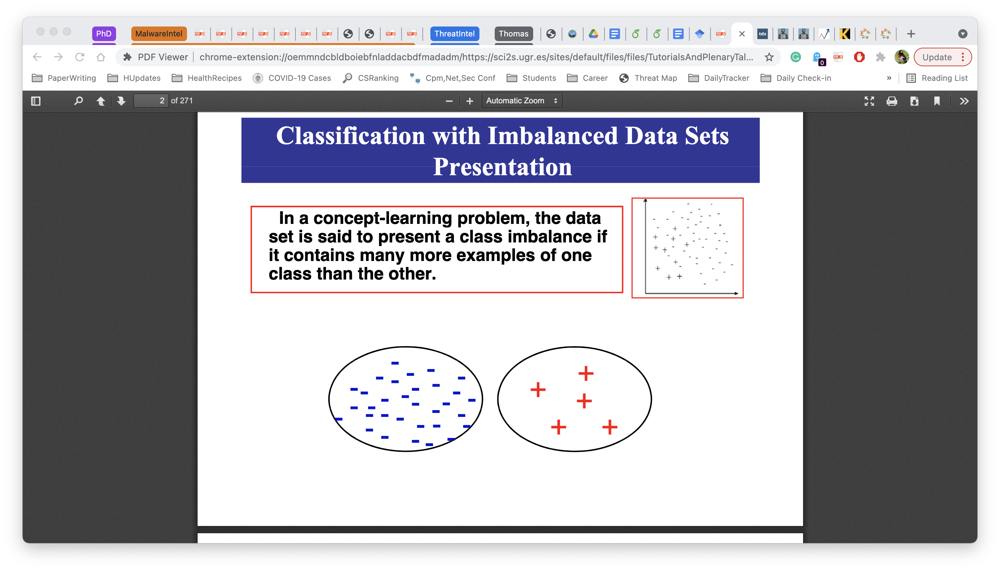 PhD
MalwareIntel
ThreatIntel
Thomas
tds
PDF Viewer
chrome-extension://oemmndcbldboiebfnladdacbdfmadadm/https://sci2s.ugr.es/sites/default/files/files/TutorialsAndPlenaryTal...
0
Update
PaperWriting
HUpdates
HealthRecipes
COVID-19 Cases
CSRanking
Cpm,Net,Sec Conf
Students
Career
Threat Map
DailyTracker
Daily Check-in
»
Reading List
2 of 271
Automatic Zoom
Classification with Imbalanced Data Sets
Presentation
In a concept-learning problem, the data
set is said to present a class imbalance if
it contains many more examples of one
class than the other.